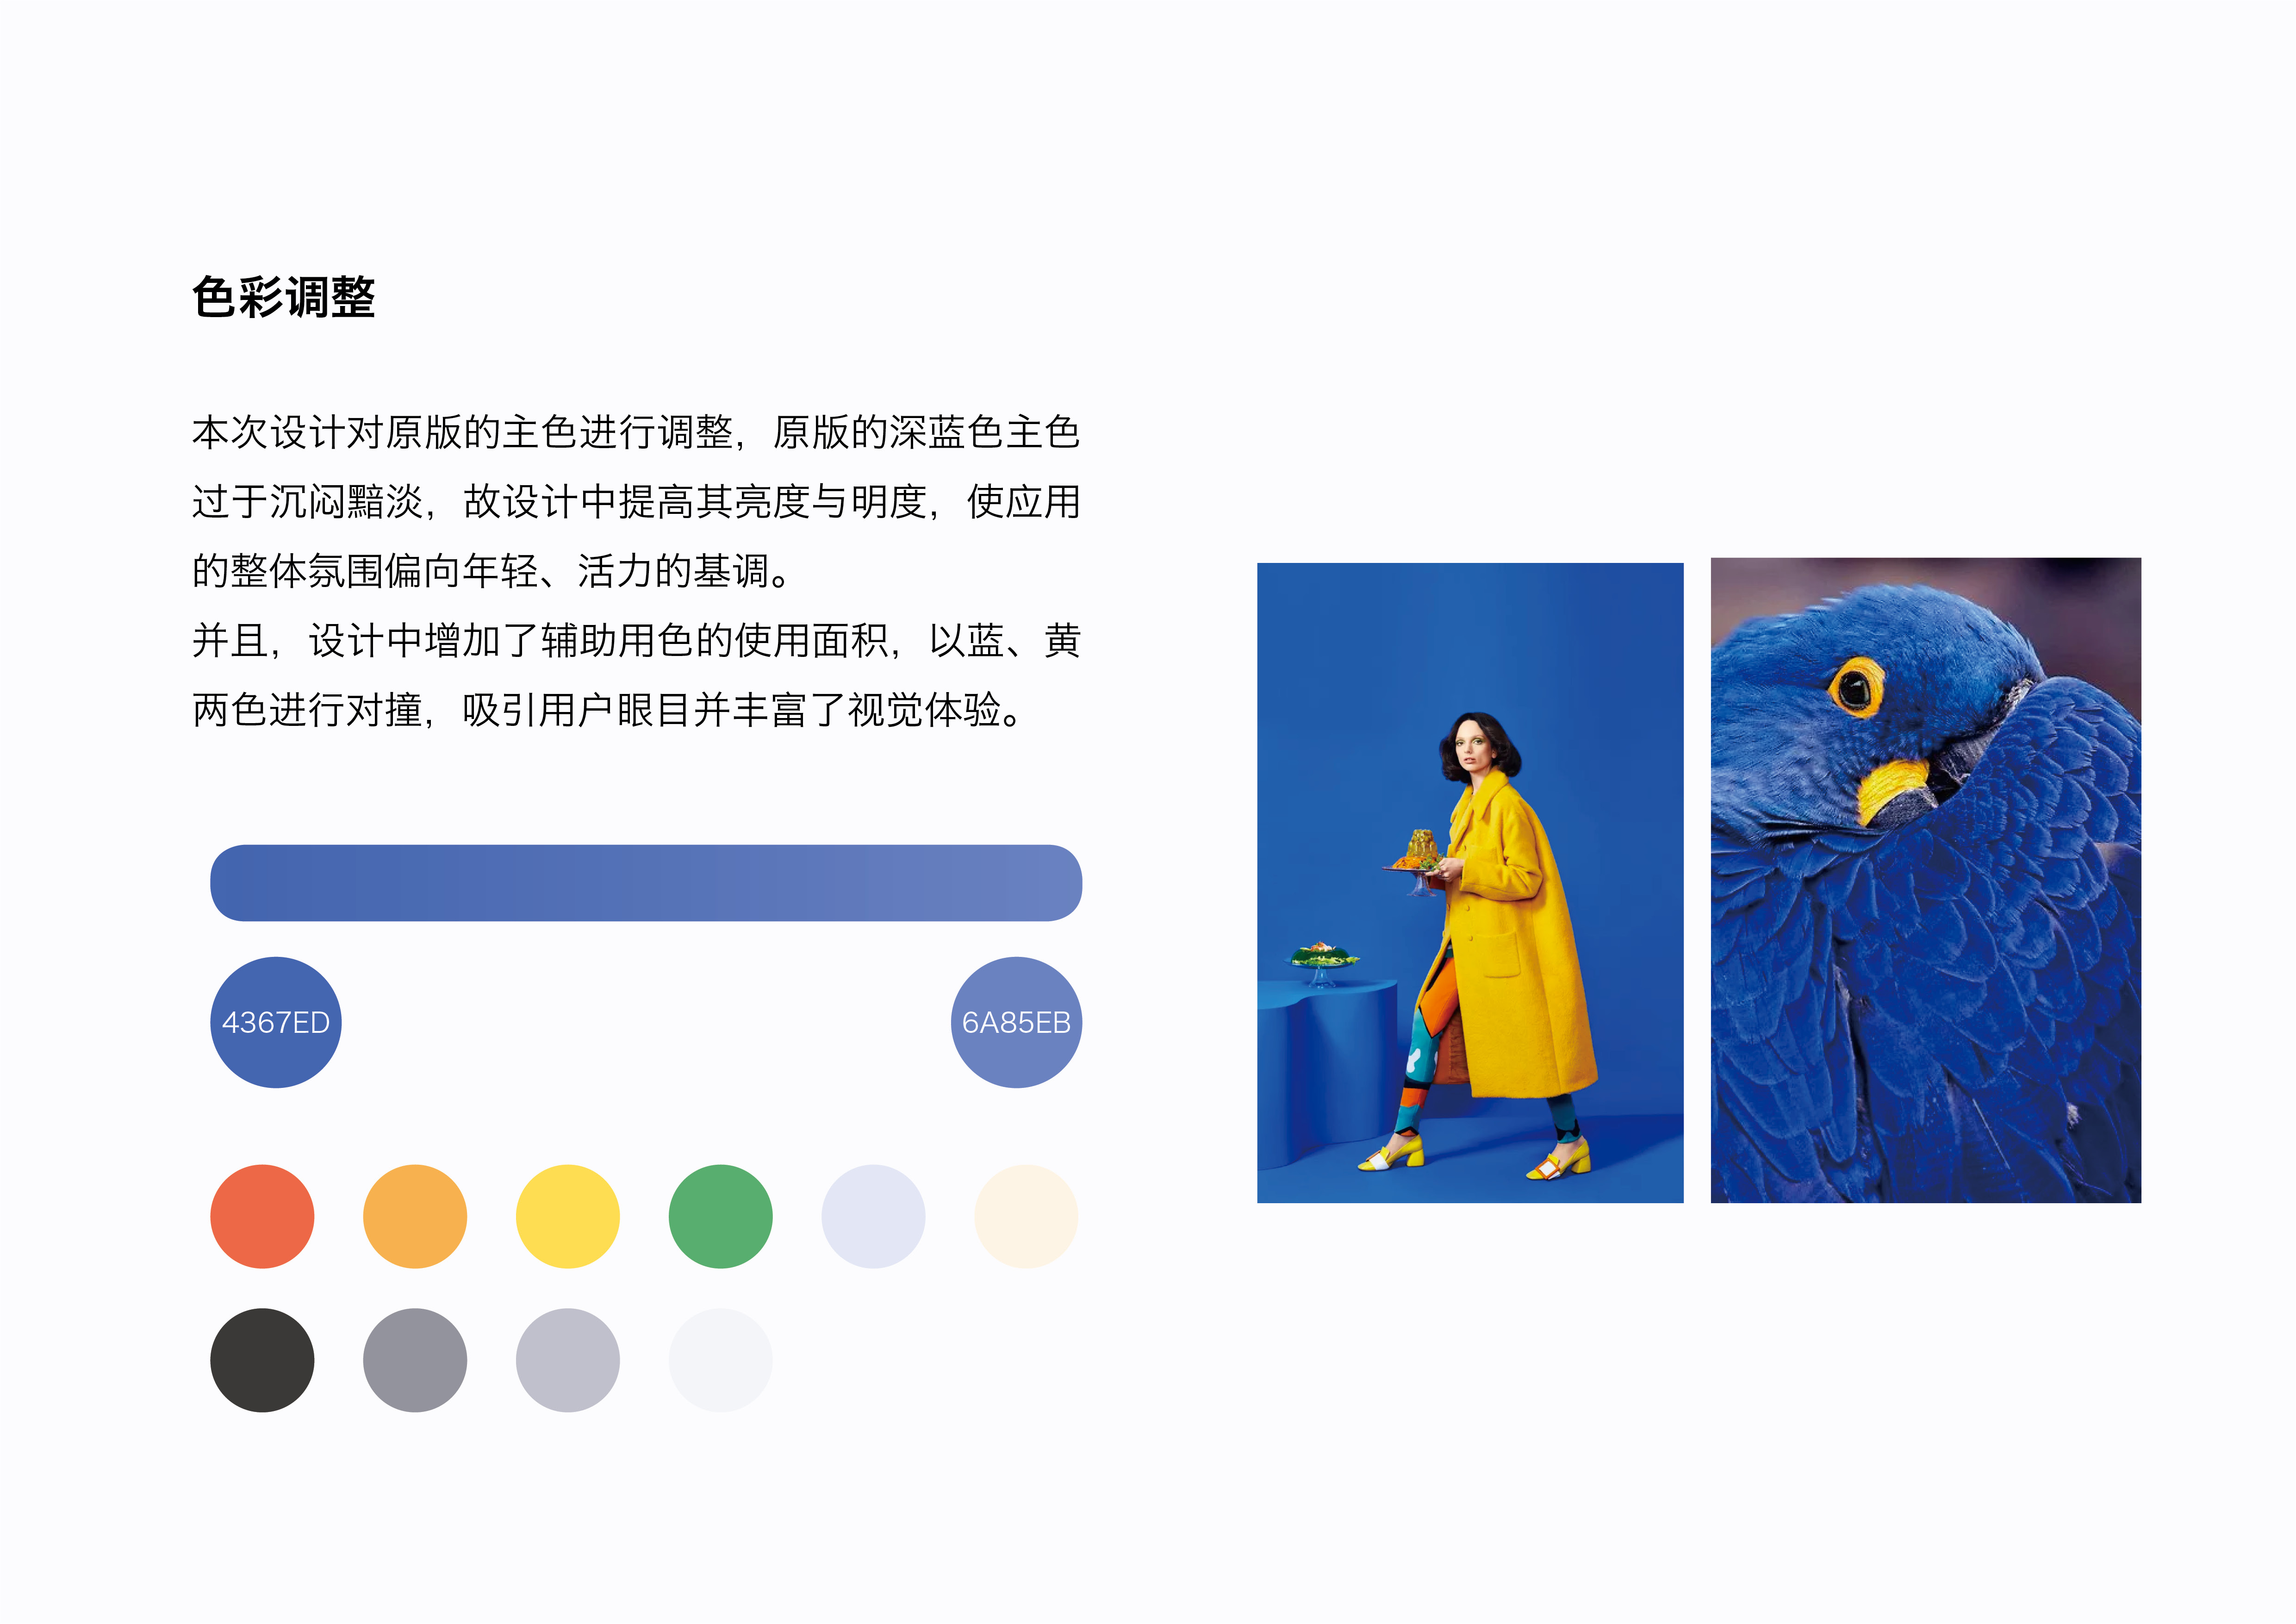 色彩调整
本次设计对原版的主色进行调整，原版的深蓝色主色
过于沉闷黯淡，故设计中提高其亮度与明度，使应用
的整体氛围偏向年轻、活力的基调。
并且，设计中增加了辅助用色的使用面积，以蓝、黄
两色进行对撞，吸引用户眼目并丰富了视觉体验。
4367ED
6A85EB